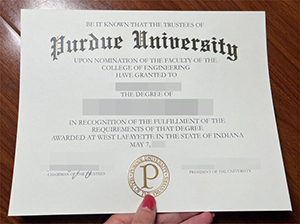 BE IT KNOWN THAT THE TRUSTEES OF
Purdue University
UPON NOMINATION OF THE FACULTY OF THE
COLLEGE OF ENGINEERING
HAVE GRANTED TO
THE DEGREE OF
IN RECOGNITION OF THE FULFILLMENT OF THE
REQUIREMENTS OF THAT DEGREE
AWARDED AT WEST LAFAYETTE IN THE STATE OF INDIANA
MAY 7,
PRESIDENT OF THE UNIVERSITY
P